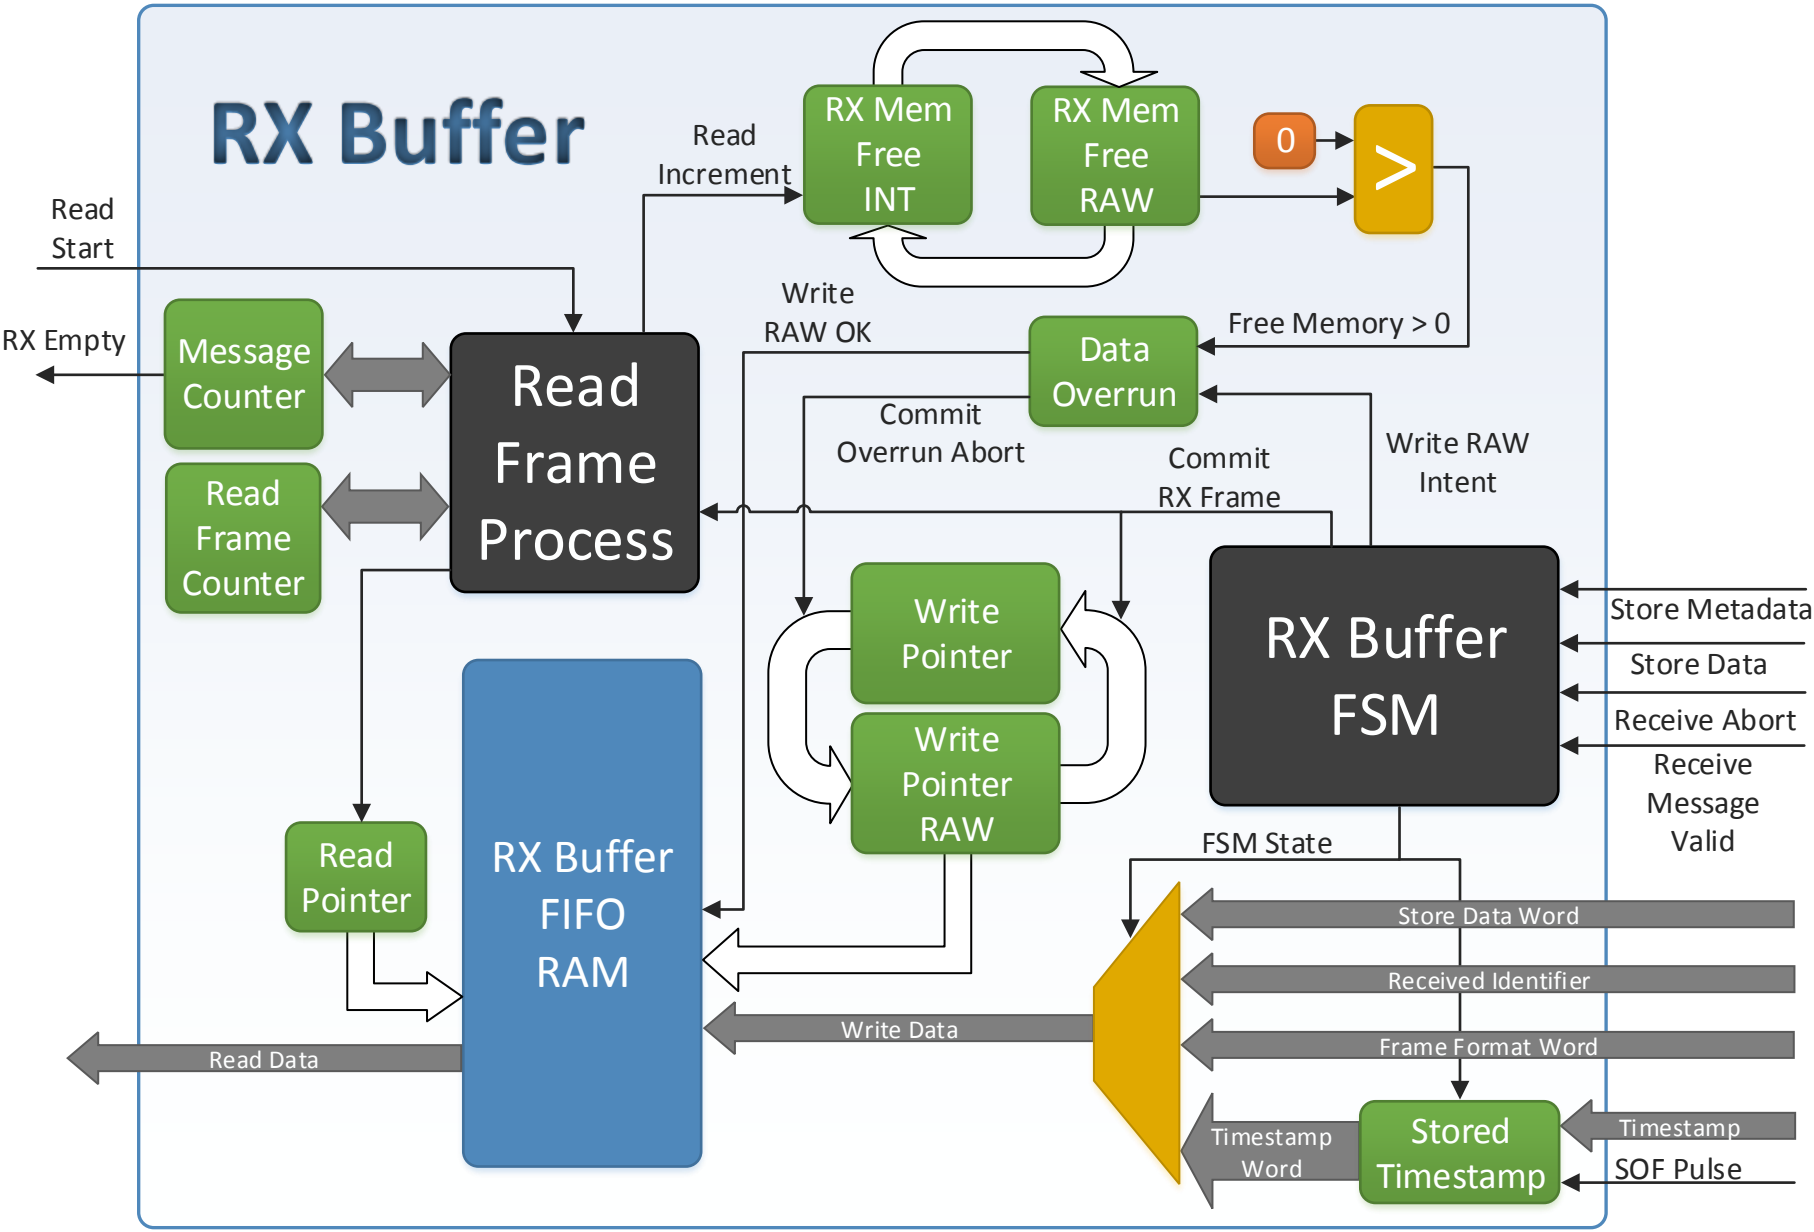 RX Buffer
Read
Start
RX Empty
Message
Counter
Read
Frame
Counter
Read
Frame
Process
Read
Increment
RX Mem
Free
INT
RX Mem
Free
RAW
0
>
Write
RAW OK
Free Memory > 0
Data
Overrun
Commit
Overrun Abort
Commit
RX Frame
Write RAW
Intent
Write
Pointer
Write
Pointer
RAW
RX Buffer
FSM
Store Metadata
Store Data
Receive Abort
Receive
Message
Valid
FSM State
Read
Pointer
RX Buffer
FIFO
RAM
Store Data Word
Received Identifier
Frame Format Word
Write Data
Read Data
Timestamp
Word
Stored
Timestamp
Timestamp
SOF Pulse